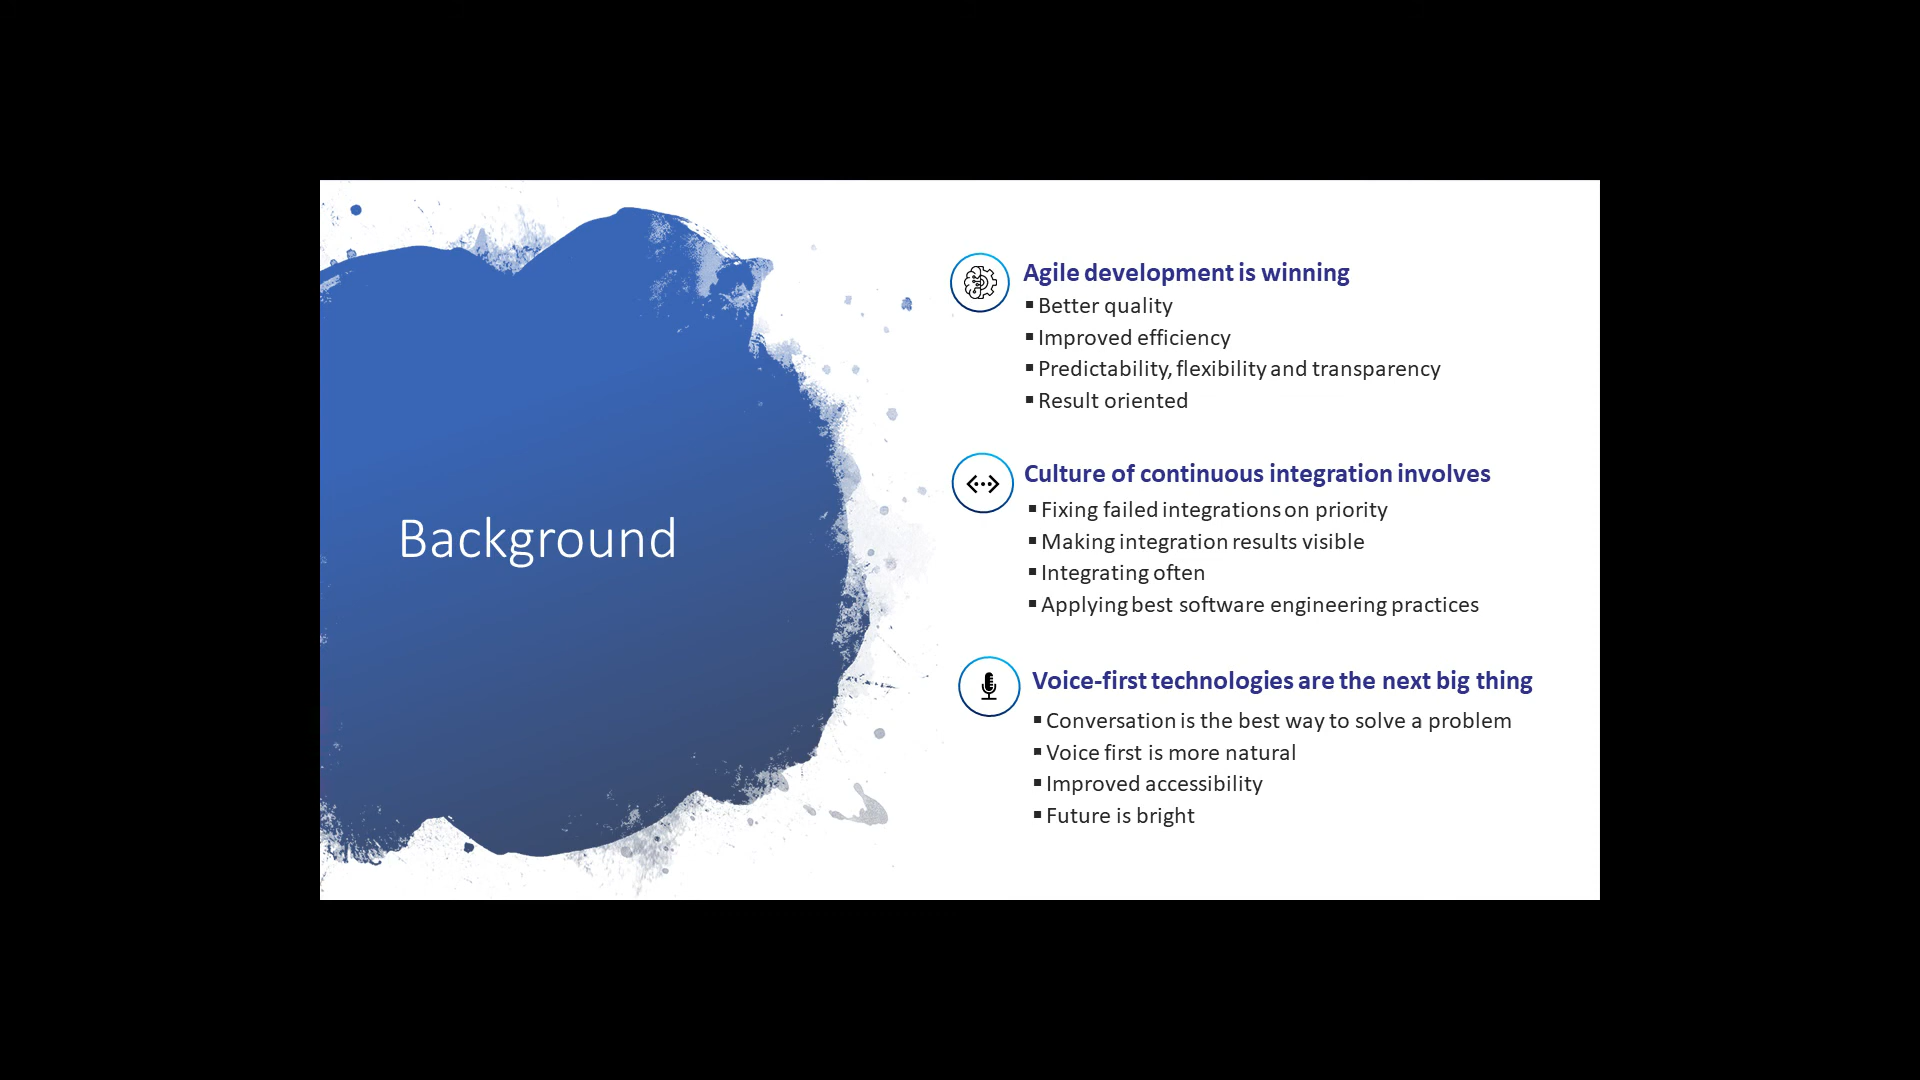 Background
Agile development is winning
▪ Better quality
▪ Improved efficiency
▪ Predictability, flexibility and transparency
▪ Result oriented
Culture of continuous integration involves
▪ Fixing failed integrations on priority
▪ Making integration results visible
▪ Integrating often
▪ Applying best software engineering practices
Voice-first technologies are the next big thing
▪ Conversation is the best way to solve a problem
▪ Voice first is more natural
▪ Improved accessibility
▪ Future is bright